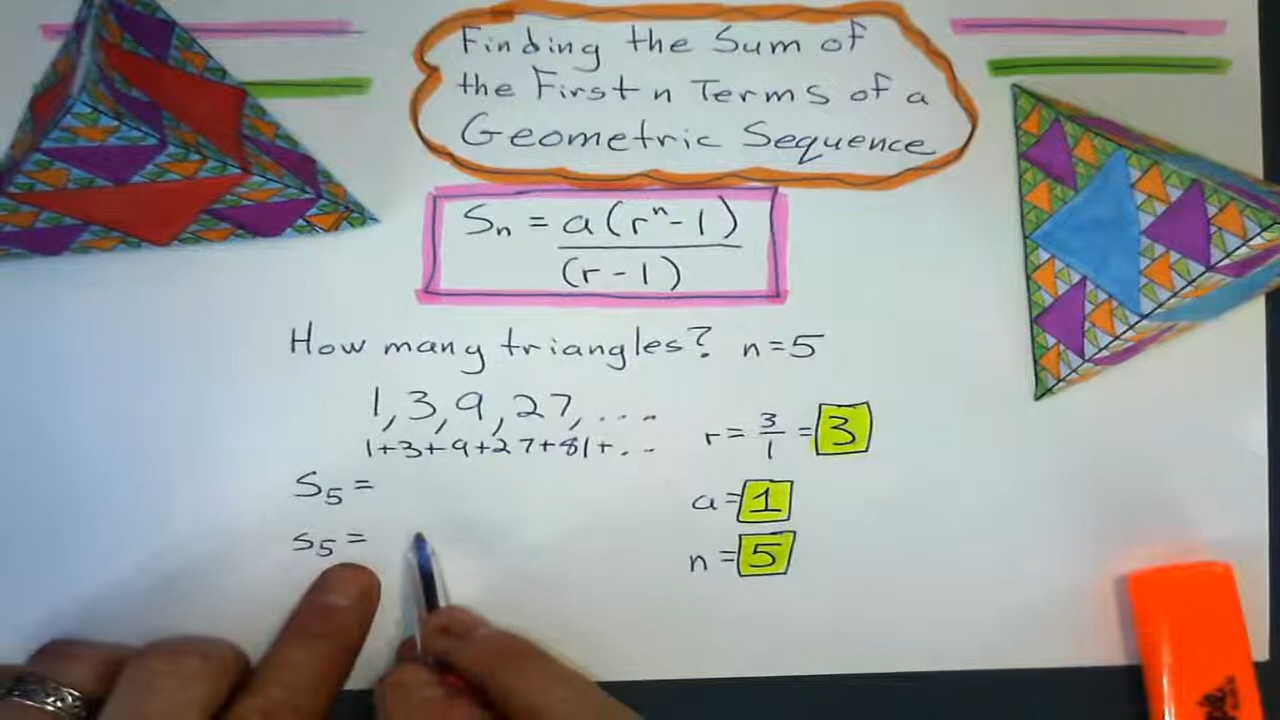 Finding the Sum of
the First n Terms of a
Geometric Sequence
Sₙ = a(rⁿ-1)
(r-1)
How many triangles? n=5
1, 3, 9, 27, ...
1+3+9+27+81+...
r = 3/1 = 3
S₅ =
a = 1
S₅ =
n = 5